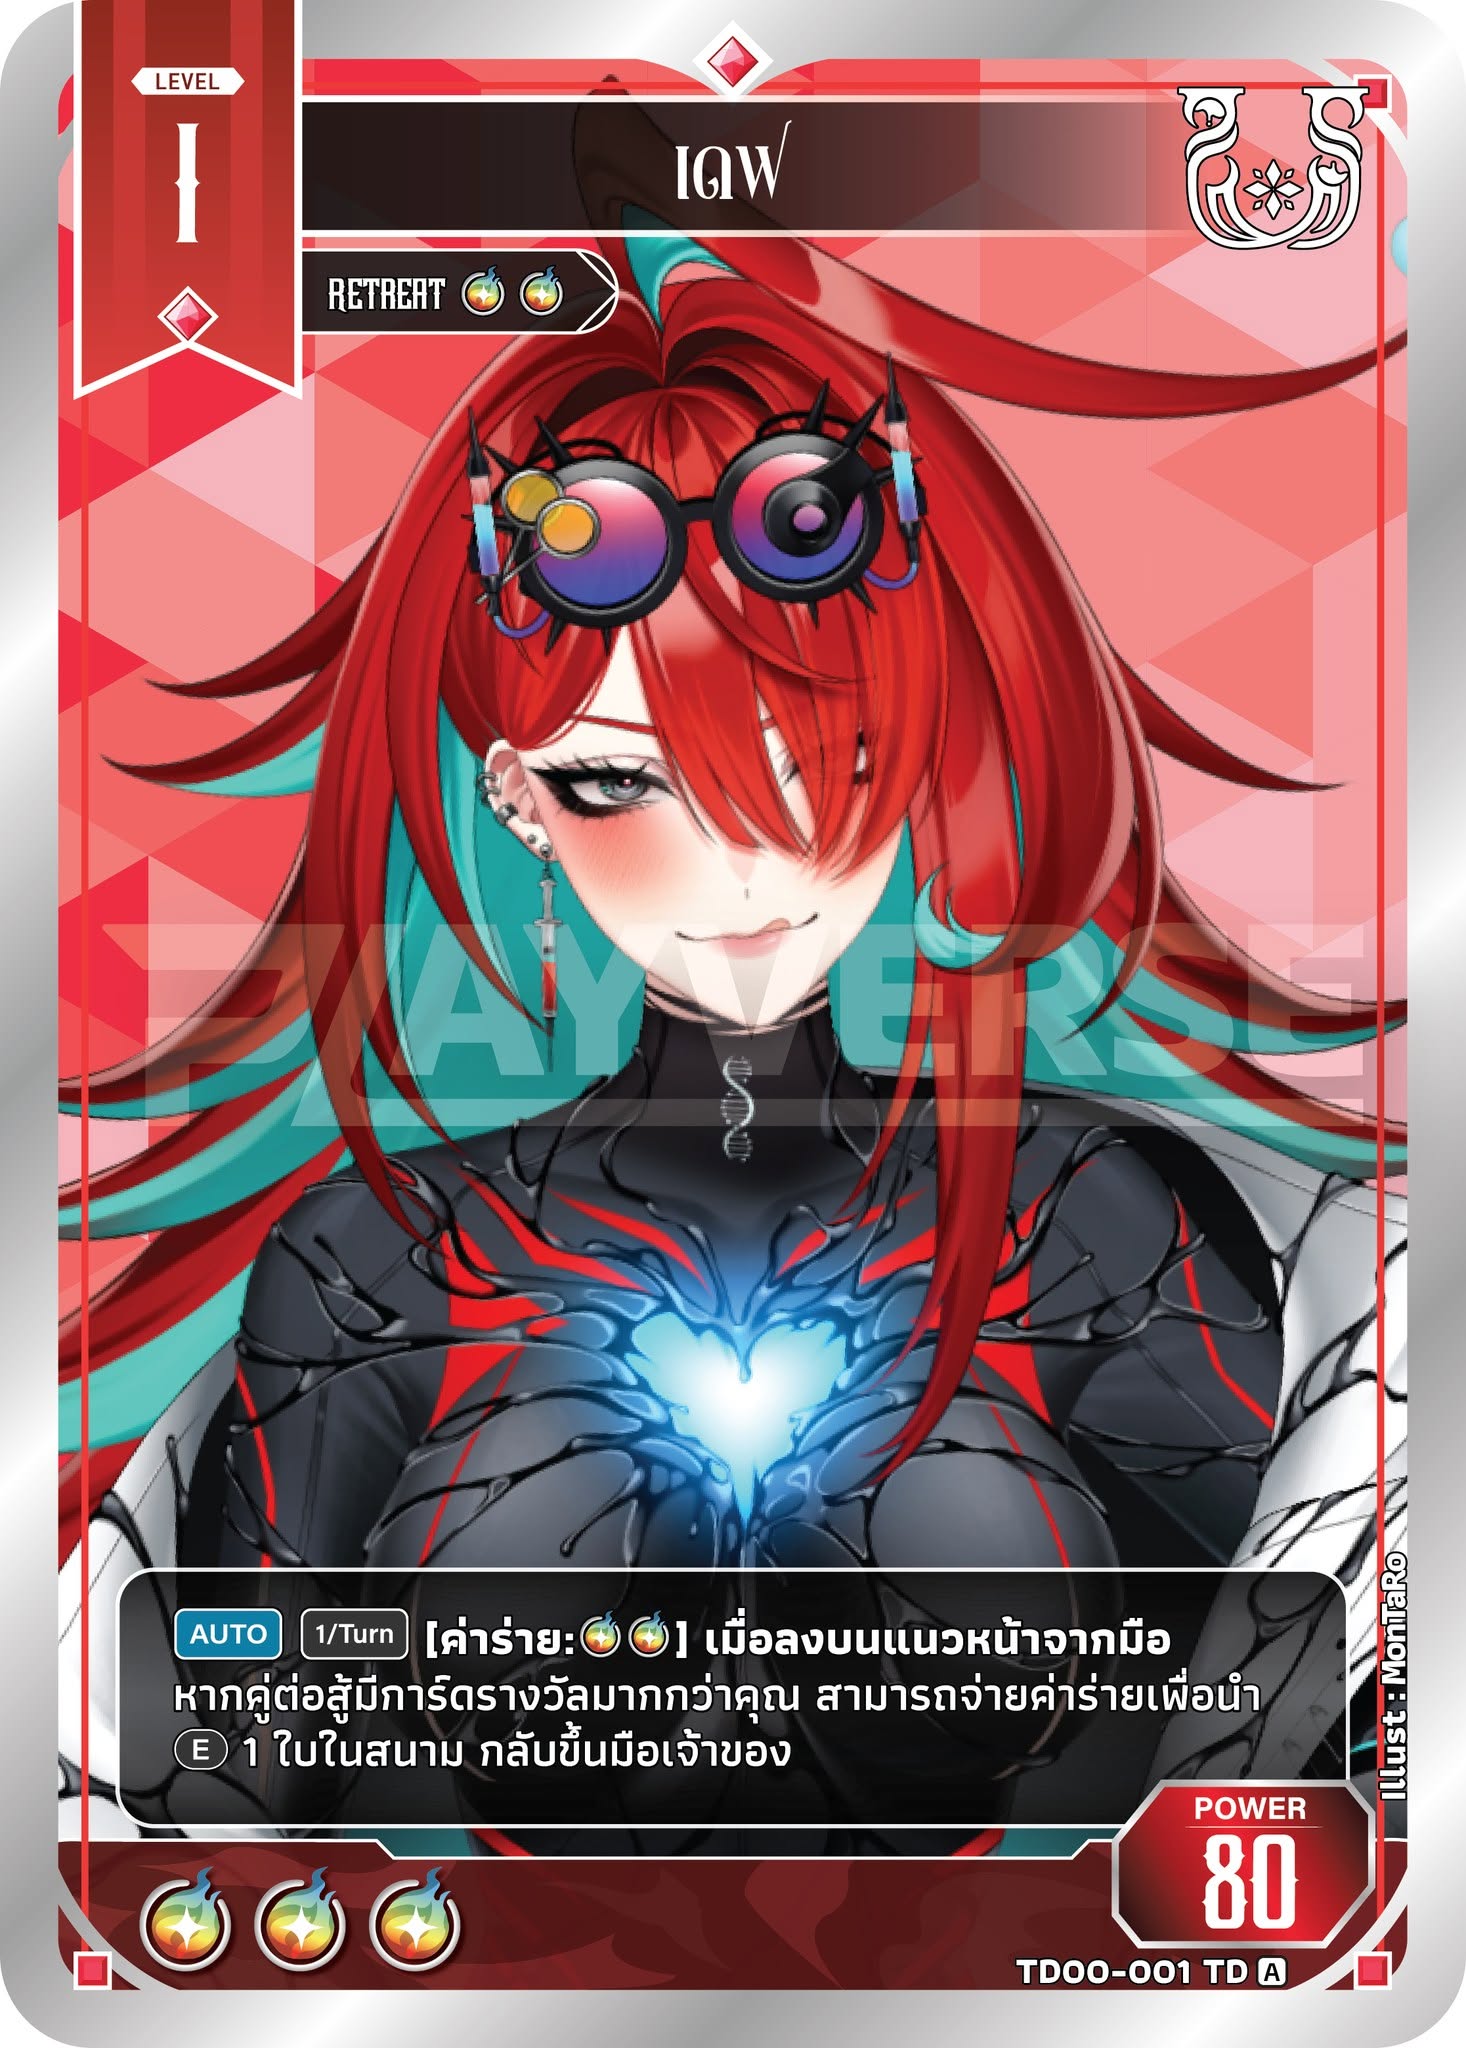 LEVEL
I
เดฟ
RETREAT
PLAYVERSE
AUTO 1/Turn [ค่าร่าย: ] เมื่อลงบนแนวหน้าจากมือ
หากคู่ต่อสู้มีการ์ดรางวัลมากกว่าคุณ สามารถจ่ายค่าร่ายเพื่อนำ
E 1 ใบในสนาม กลับขึ้นมือเจ้าของ
Illust : MonTaRo
POWER
80
TD00-001 TD A